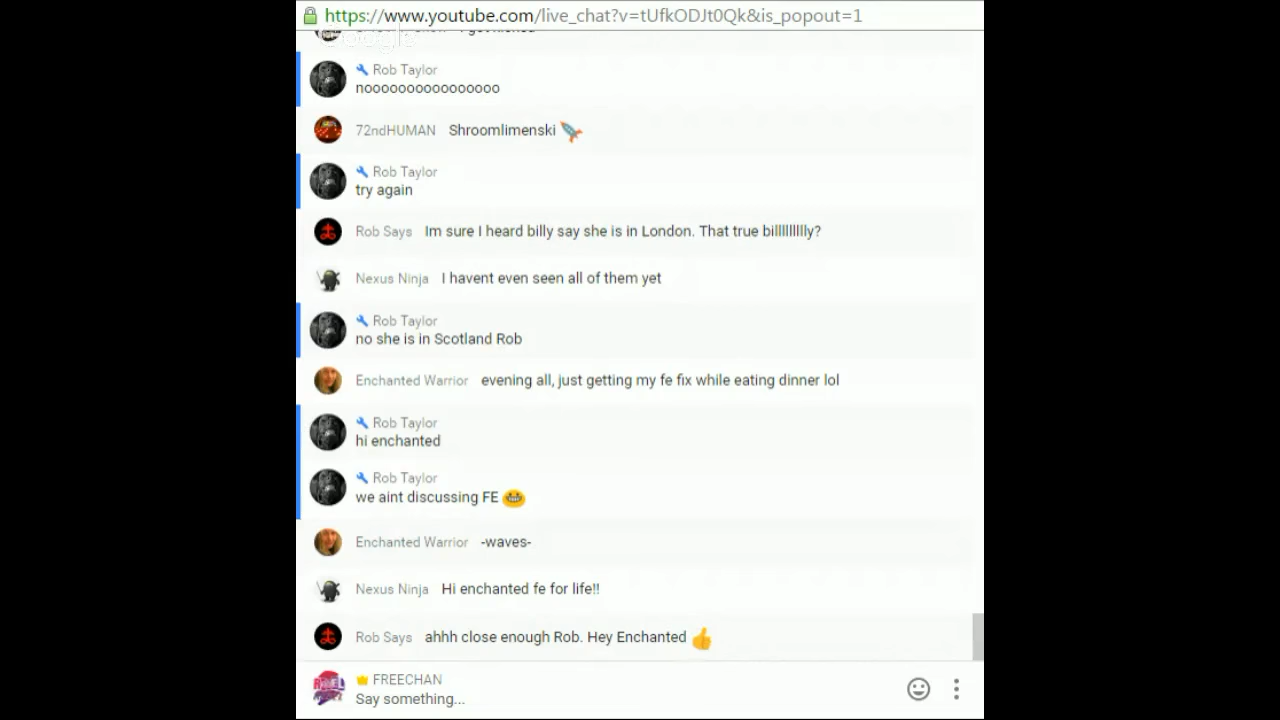 https://www.youtube.com/live_chat?v=tUfkODJt0Qk&is_popout=1
Google
Rob Taylor
noooooooooooooooo
72ndHUMAN Shroomlimenski
Rob Taylor
try again
Rob Says Im sure I heard billy say she is in London. That true billlllllllly?
Nexus Ninja I havent even seen all of them yet
Rob Taylor
no she is in Scotland Rob
Enchanted Warrior evening all, just getting my fe fix while eating dinner lol
Rob Taylor
hi enchanted
Rob Taylor
we aint discussing FE
Enchanted Warrior -waves-
Nexus Ninja Hi enchanted fe for life!!
Rob Says ahhh close enough Rob. Hey Enchanted
FREECHAN
Say something...